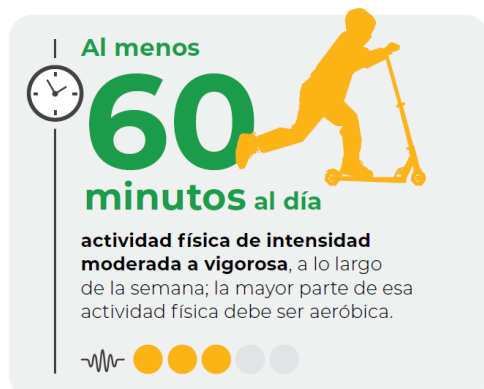 Al menos
60
minutos al día
actividad física de intensidad
moderada a vigorosa, a lo largo
de la semana; la mayor parte de esa
actividad física debe ser aeróbica.